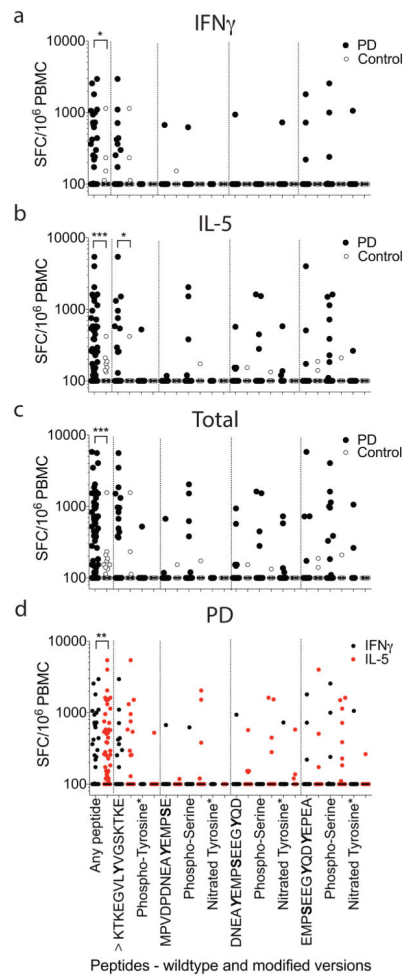 a
IFNγ
*
● PD
○ Control
10000
1000
100
SFC/10⁶ PBMC
b
IL-5
***
*
● PD
○ Control
10000
1000
100
SFC/10⁶ PBMC
c
Total
***
● PD
○ Control
10000
1000
100
SFC/10⁶ PBMC
d
PD
**
● IFNγ
● IL-5
10000
1000
100
SFC/10⁶ PBMC
Any peptide
> KTKEGVLYVGSKTKE
Phospho-Tyrosine*
MPVDPDNEAYEMPSE
Phospho-Serine
Nitrated Tyrosine*
DNEAYEMPSEEGYQD
Phospho-Serine
Nitrated Tyrosine*
EMPSEEGYQDYEPEA
Phospho-Serine
Nitrated Tyrosine*
Peptides - wildtype and modified versions